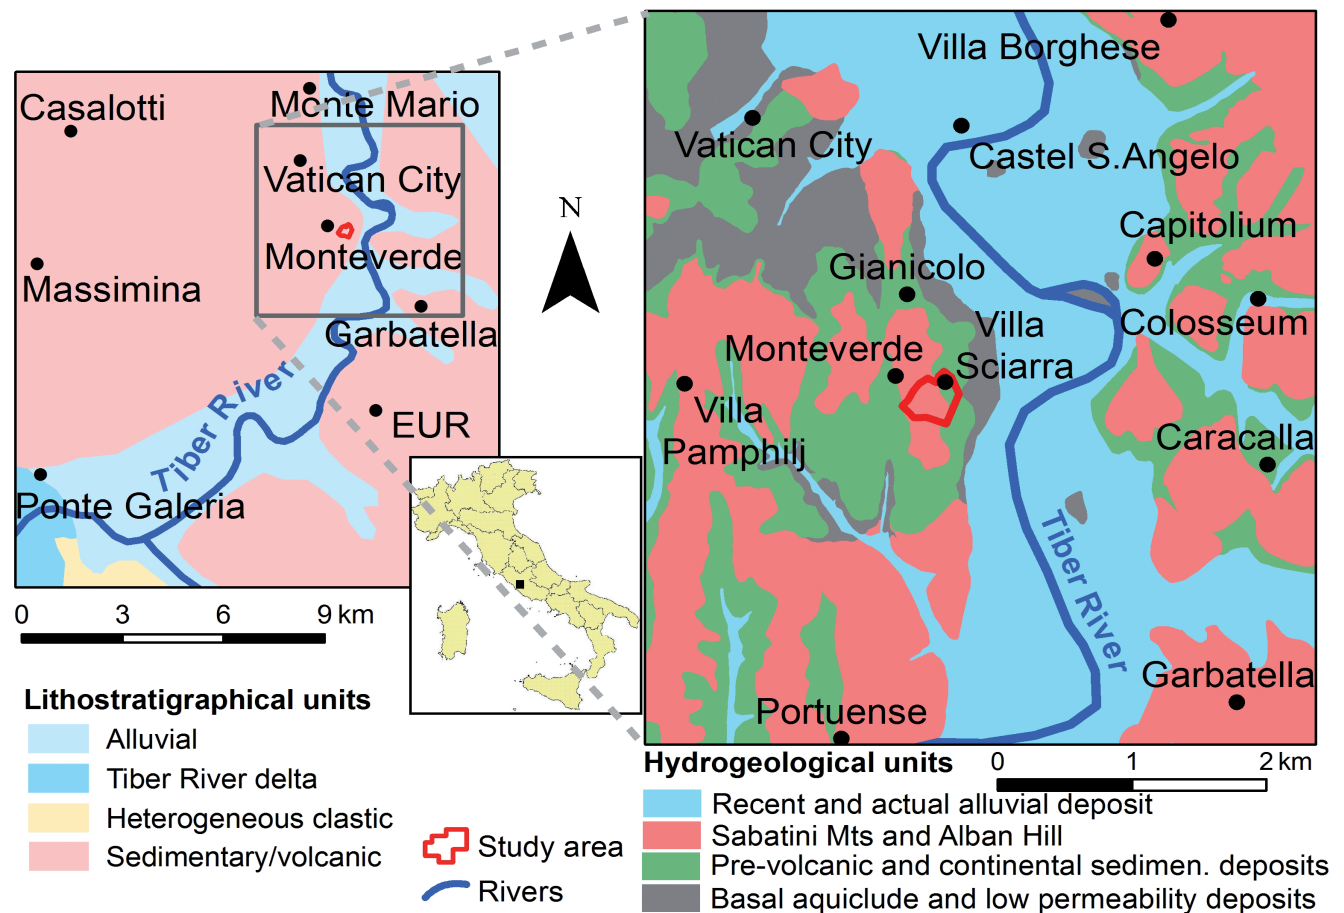 Casalotti
Monte Mario
Vatican City
Monteverde
Massimina
Garbatella
Tiber River
EUR
Ponte Galeria
0 3 6 9 km
N
Villa Borghese
Vatican City
Castel S.Angelo
Capitolium
Gianicolo
Colosseum
Villa
Sciarra
Monteverde
Villa
Pamphilj
Caracalla
Tiber River
Garbatella
Portuense
Lithostratigraphical units
Alluvial
Tiber River delta
Heterogeneous clastic
Sedimentary/volcanic
Study area
Rivers
Hydrogeological units
0 1 2 km
Recent and actual alluvial deposit
Sabatini Mts and Alban Hill
Pre-volcanic and continental sedimen. deposits
Basal aquiclude and low permeability deposits